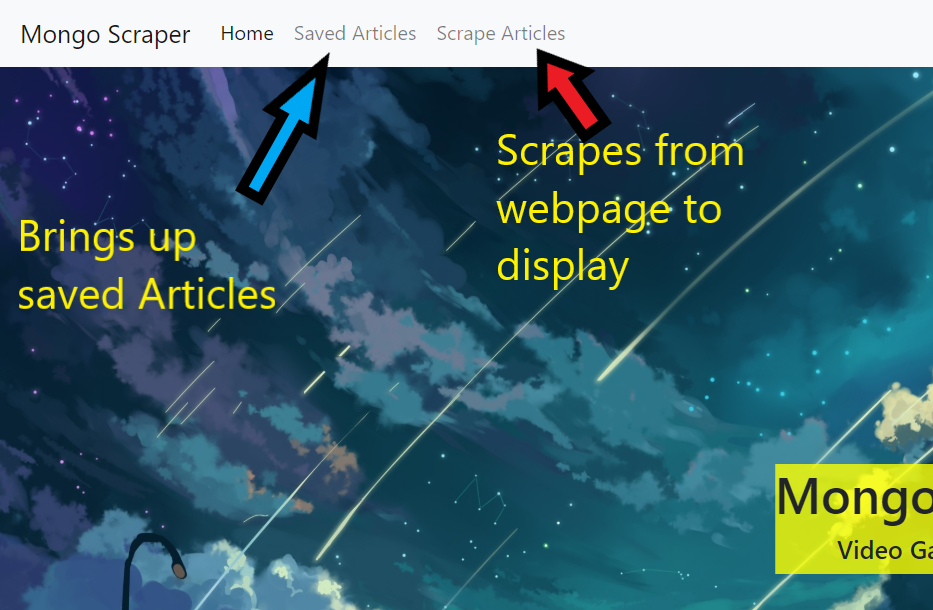 Mongo Scraper Home Saved Articles Scrape Articles
Scrapes from
webpage to
display
Brings up
saved Articles
Mongo
Video Ga